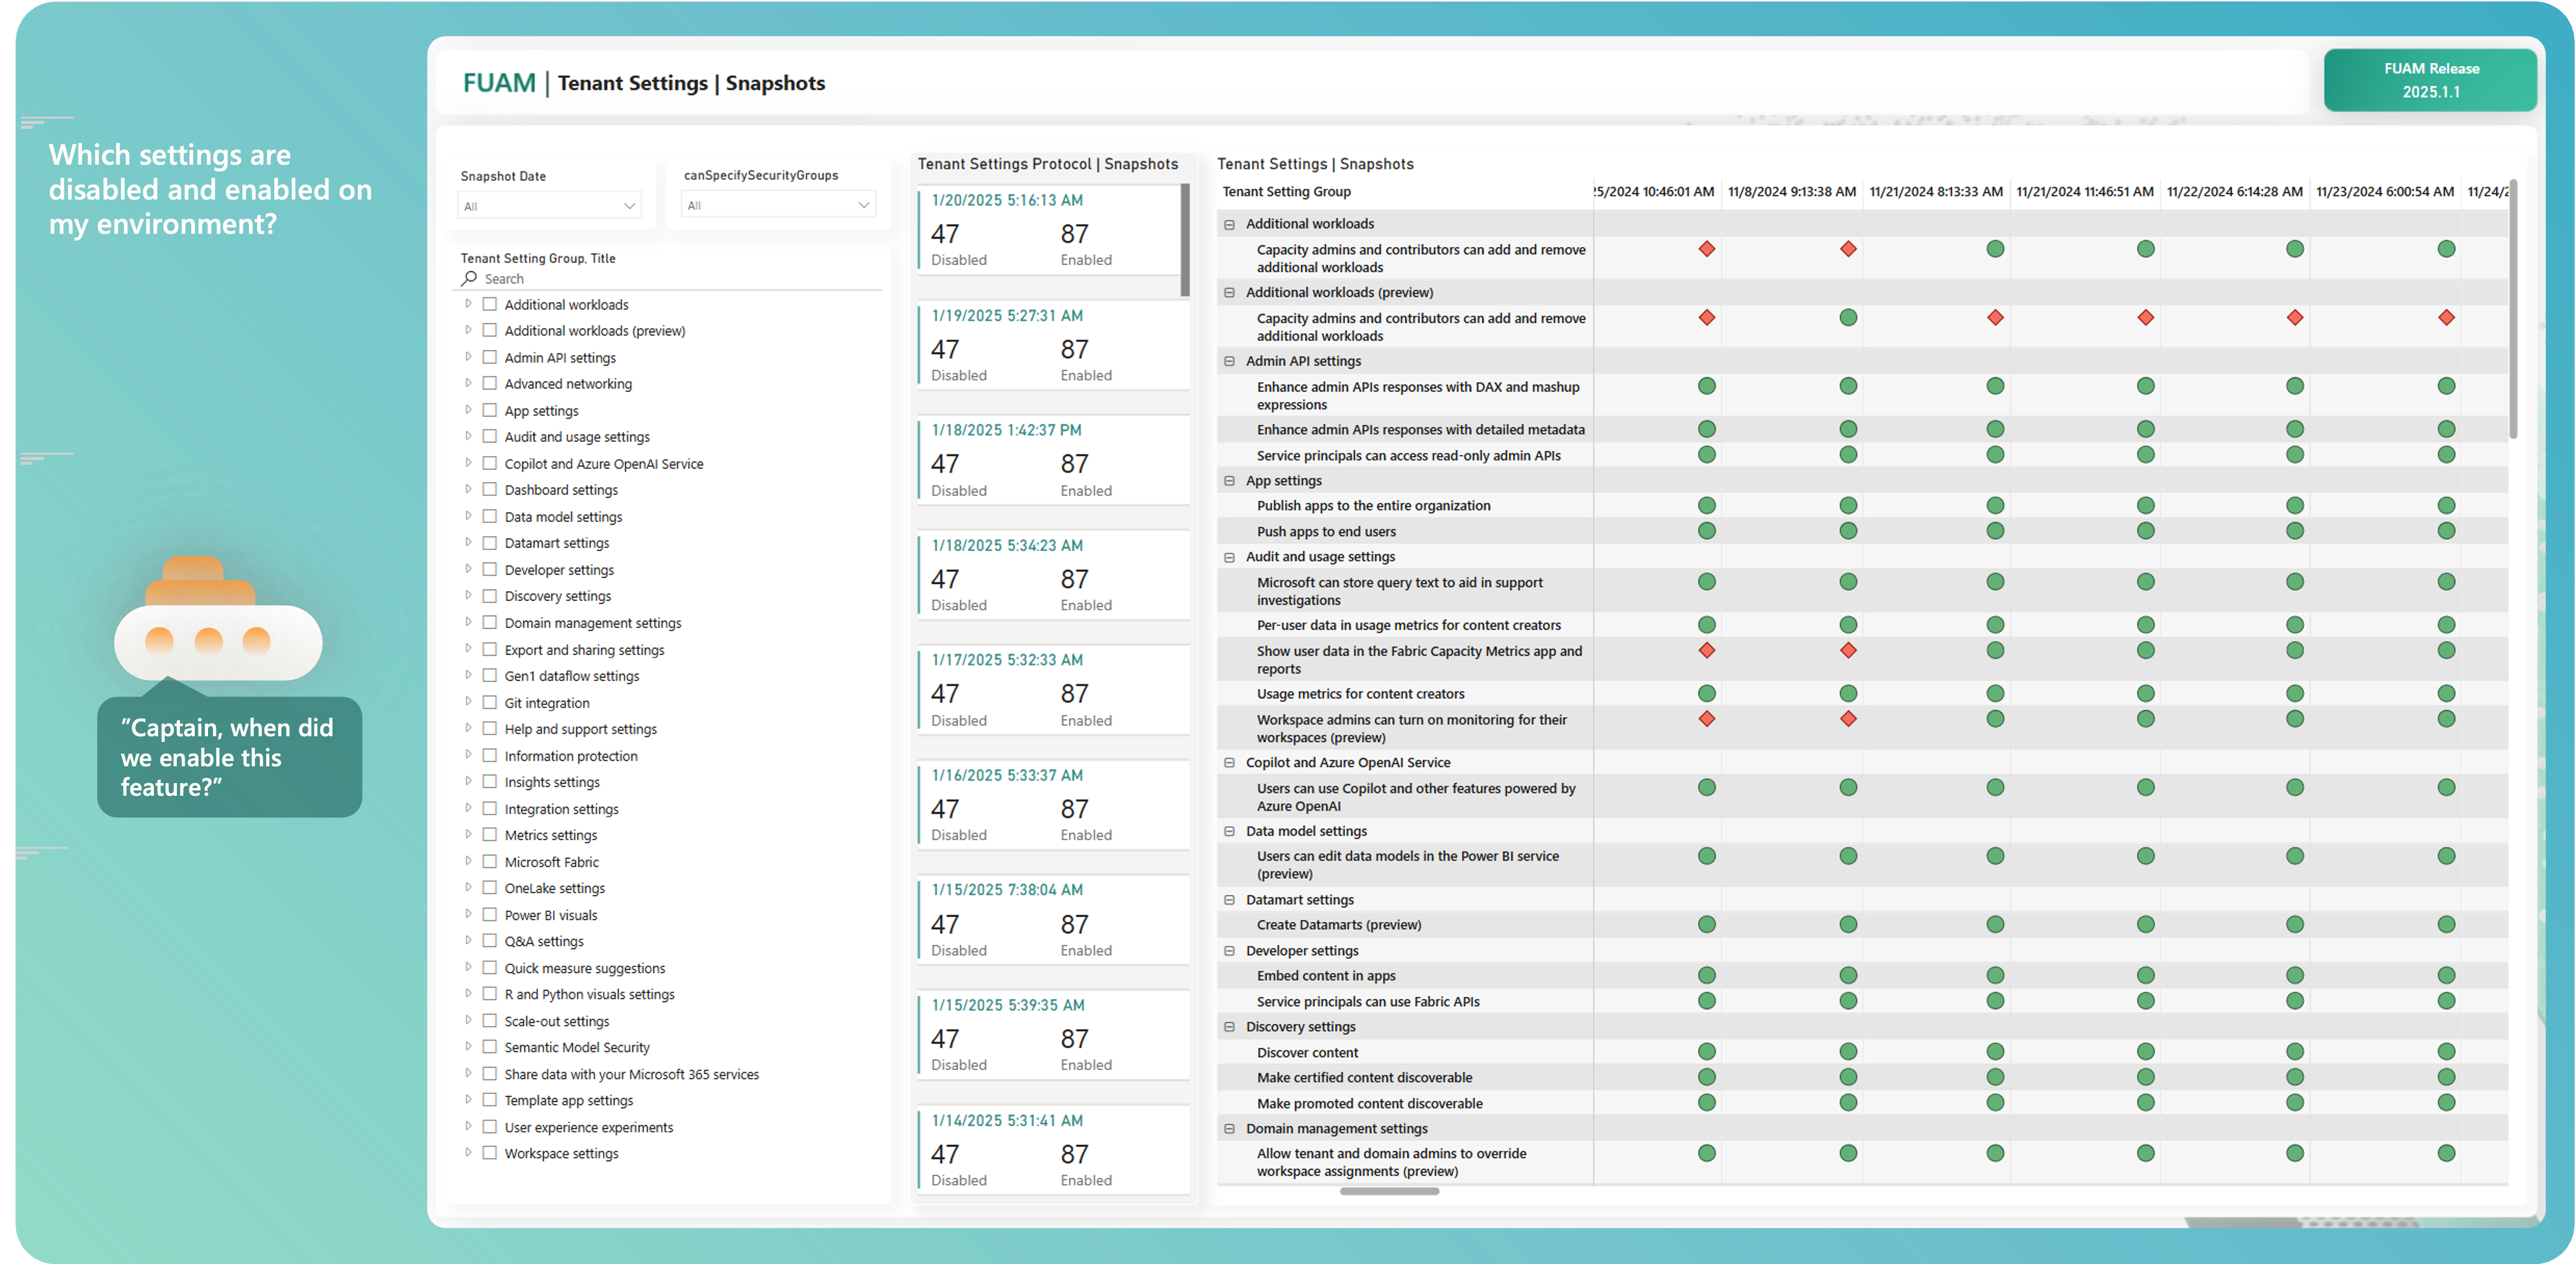 Which settings are
disabled and enabled on
my environment?
”Captain, when did
we enable this
feature?”
FUAM | Tenant Settings | Snapshots
FUAM Release
2025.1.1
Snapshot Date
All
canSpecifySecurityGroups
All
Tenant Setting Group, Title
Search
Additional workloads
Additional workloads (preview)
Admin API settings
Advanced networking
App settings
Audit and usage settings
Copilot and Azure OpenAI Service
Dashboard settings
Data model settings
Datamart settings
Developer settings
Discovery settings
Domain management settings
Export and sharing settings
Gen1 dataflow settings
Git integration
Help and support settings
Information protection
Insights settings
Integration settings
Metrics settings
Microsoft Fabric
OneLake settings
Power BI visuals
Q&A settings
Quick measure suggestions
R and Python visuals settings
Scale-out settings
Semantic Model Security
Share data with your Microsoft 365 services
Template app settings
User experience experiments
Workspace settings
Tenant Settings Protocol | Snapshots
1/20/2025 5:16:13 AM
47 87
Disabled Enabled
1/19/2025 5:27:31 AM
47 87
Disabled Enabled
1/18/2025 1:42:37 PM
47 87
Disabled Enabled
1/18/2025 5:34:23 AM
47 87
Disabled Enabled
1/17/2025 5:32:33 AM
47 87
Disabled Enabled
1/16/2025 5:33:37 AM
47 87
Disabled Enabled
1/15/2025 7:38:04 AM
47 87
Disabled Enabled
1/15/2025 5:39:35 AM
47 87
Disabled Enabled
1/14/2025 5:31:41 AM
47 87
Disabled Enabled
Tenant Settings | Snapshots
Tenant Setting Group 5/2024 10:46:01 AM 11/8/2024 9:13:38 AM 11/21/2024 8:13:33 AM 11/21/2024 11:46:51 AM 11/22/2024 6:14:28 AM 11/23/2024 6:00:54 AM 11/24/2
Additional workloads
Capacity admins and contributors can add and remove
additional workloads
Additional workloads (preview)
Capacity admins and contributors can add and remove
additional workloads
Admin API settings
Enhance admin APIs responses with DAX and mashup
expressions
Enhance admin APIs responses with detailed metadata
Service principals can access read-only admin APIs
App settings
Publish apps to the entire organization
Push apps to end users
Audit and usage settings
Microsoft can store query text to aid in support
investigations
Per-user data in usage metrics for content creators
Show user data in the Fabric Capacity Metrics app and
reports
Usage metrics for content creators
Workspace admins can turn on monitoring for their
workspaces (preview)
Copilot and Azure OpenAI Service
Users can use Copilot and other features powered by
Azure OpenAI
Data model settings
Users can edit data models in the Power BI service
(preview)
Datamart settings
Create Datamarts (preview)
Developer settings
Embed content in apps
Service principals can use Fabric APIs
Discovery settings
Discover content
Make certified content discoverable
Make promoted content discoverable
Domain management settings
Allow tenant and domain admins to override
workspace assignments (preview)